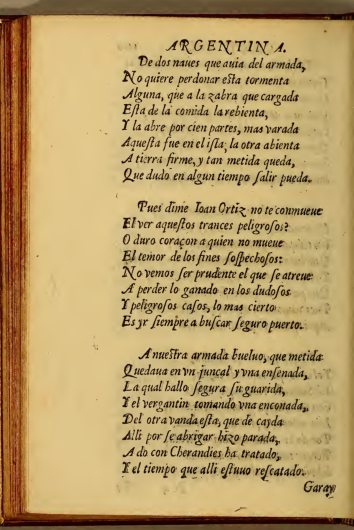 ARGENTINA.
De dos naues que auia del armada,
No quiere perdonar esta tormenta
Alguna, que a la zabra que cargada
Esta de la comida la rebienta,
Y la abre por cien partes, mas varada
Aquesta fue en el isla; la otra abienta
A tierra firme, y tan metida queda,
Que dudo en algun tiempo salir pueda.
Pues dime Ioan Ortiz no te conmueue
El ver aquestos trances peligrosos?
O duro coraçon a quien no mueue
El temor de los fines sospechosos:
No vemos ser prudente el que se atreue
A perder lo ganado en los dudosos
Y peligrosos casos, lo mas cierto
Es yr siempre a buscar seguro puerto.
A nuestra armada bueluo, que metida
Quedaua en vn juncal y vna ensenada,
La qual hallo segura su guarida,
Y el vergantin tomando vna enconada,
Del otra vanda esta, que de cayda
Alli por se abrigar hizo parada,
A do con Cherandies ha tratado,
Y el tiempo que alli estuuo rescatado.
Garay